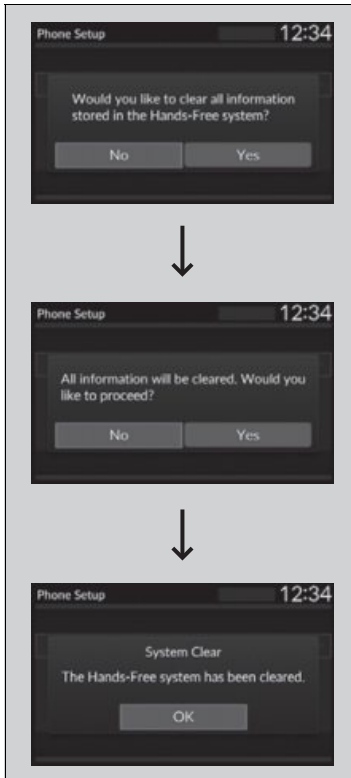 Phone Setup 12:34
Would you like to clear all information
stored in the Hands-Free system?
No Yes
Phone Setup 12:34
All information will be cleared. Would you
like to proceed?
No Yes
Phone Setup 12:34
System Clear
The Hands-Free system has been cleared.
OK